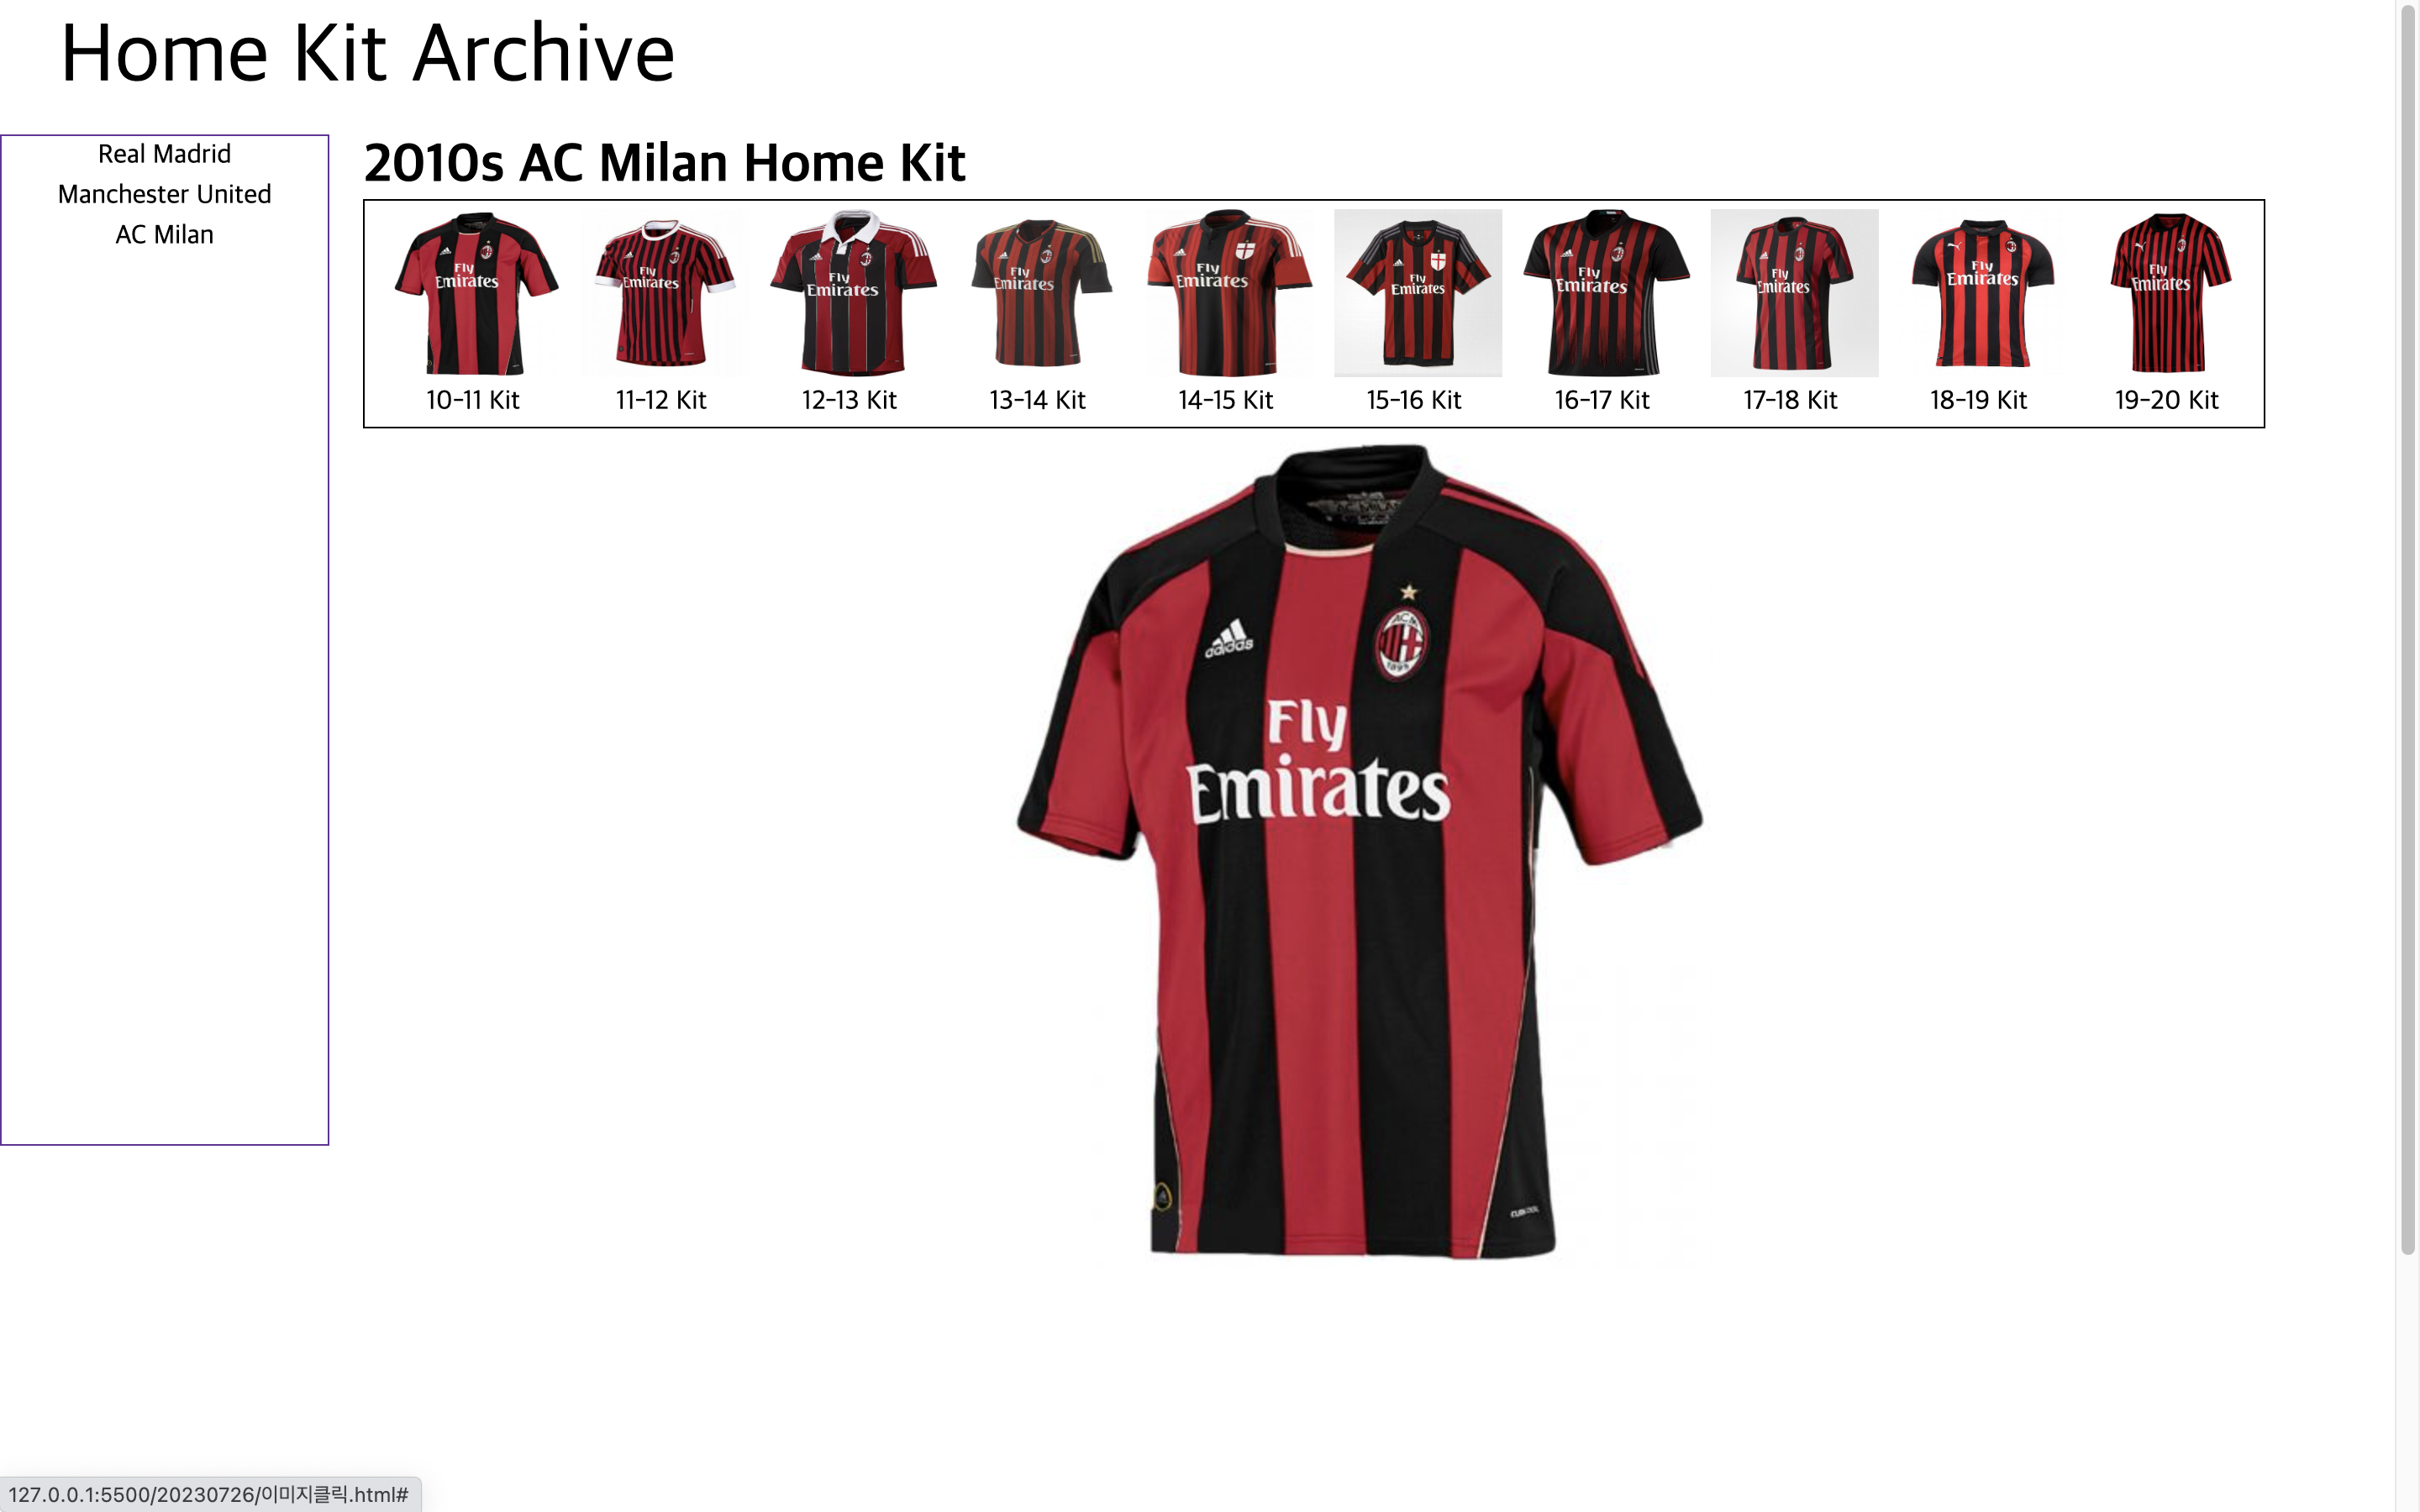 Home Kit Archive
Real Madrid
Manchester United
AC Milan
2010s AC Milan Home Kit
Fly
Emirates
Fly
Emirates
Fly
Emirates
Fly
Emirates
Fly
Emirates
Fly
Emirates
Fly
Emirates
Fly
Emirates
Fly
Emirates
Fly
Emirates
10-11 Kit
11-12 Kit
12-13 Kit
13-14 Kit
14-15 Kit
15-16 Kit
16-17 Kit
17-18 Kit
18-19 Kit
19-20 Kit
AC MILAN
adidas
ACM
1899
Fly
Emirates
127.0.0.1:5500/20230726/이미지클릭.html#